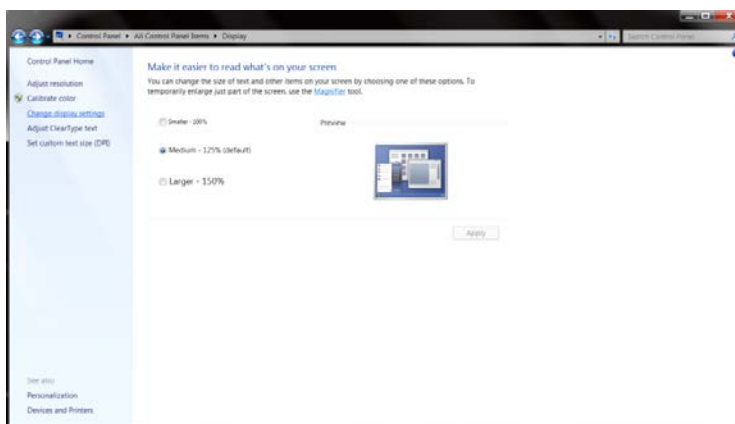 Control Panel ▸ All Control Panel Items ▸ Display
Search Control Panel
Control Panel Home
Adjust resolution
Calibrate color
Change display settings
Adjust ClearType text
Set custom text size (DPI)
See also
Personalization
Devices and Printers
Make it easier to read what's on your screen
You can change the size of text and other items on your screen by choosing one of these options. To
temporarily enlarge just part of the screen, use the Magnifier tool.
Smaller - 100%
Preview
Medium - 125% (default)
Larger - 150%
Apply